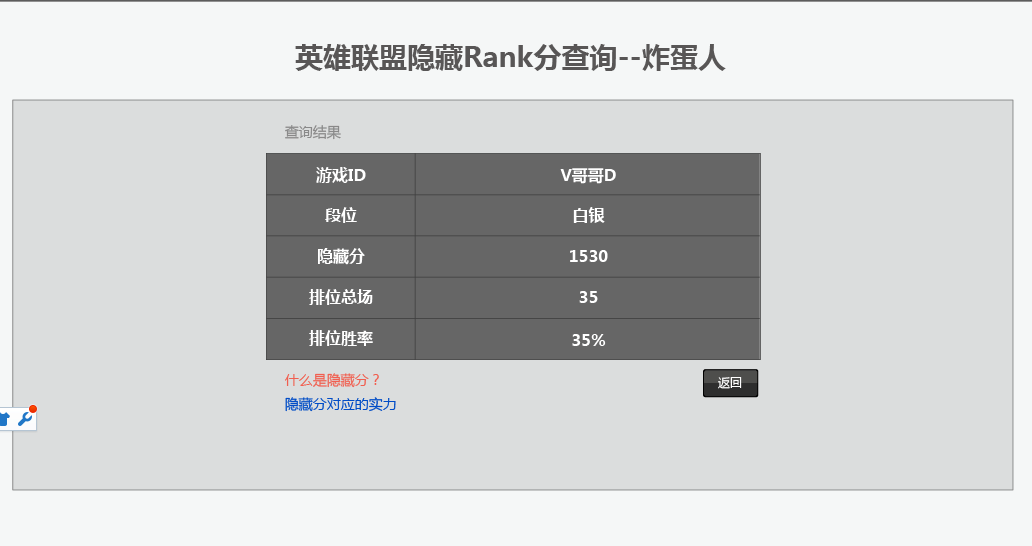 英雄联盟隐藏Rank分查询--炸蛋人
查询结果
游戏ID V哥哥D
段位 白银
隐藏分 1530
排位总场 35
排位胜率 35%
什么是隐藏分？ 返回
隐藏分对应的实力